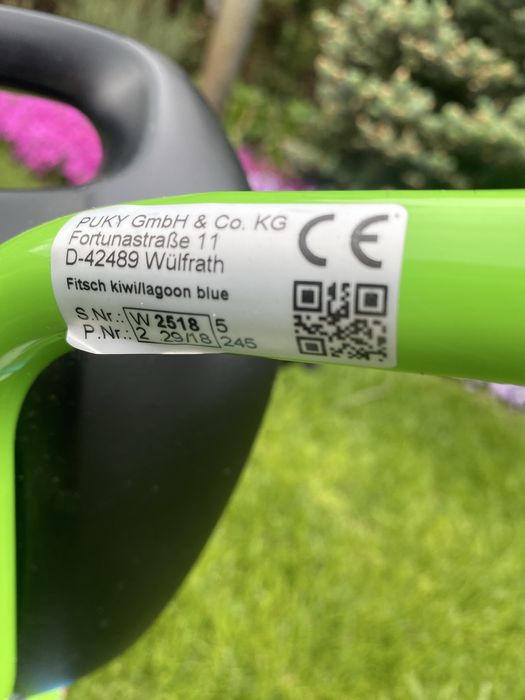 PUKY GmbH & Co. KG
Fortunastraße 11
D-42489 Wülfrath
CE
Fitsch kiwi/lagoon blue
S.Nr.: W 2518 5
P.Nr.: 2 29/18 245